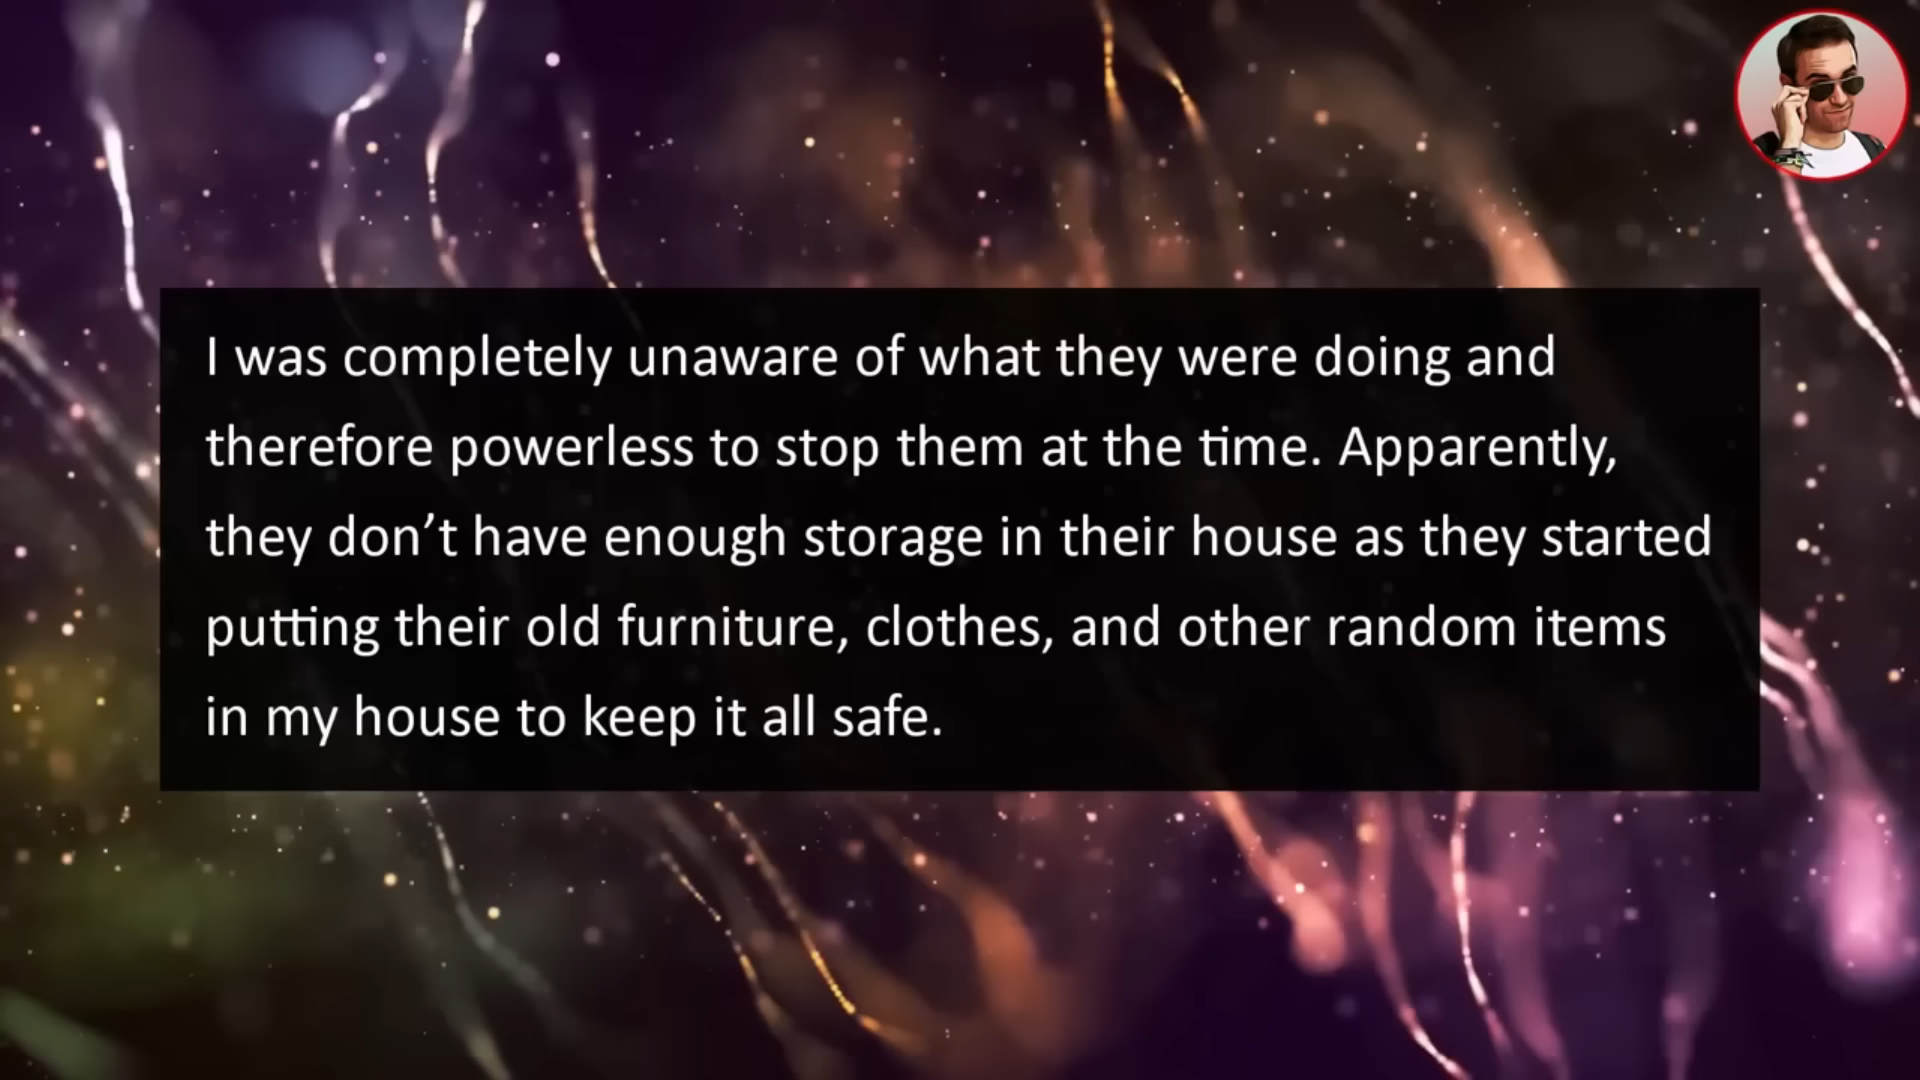 I was completely unaware of what they were doing and
therefore powerless to stop them at the time. Apparently,
they don’t have enough storage in their house as they started
putting their old furniture, clothes, and other random items
in my house to keep it all safe.